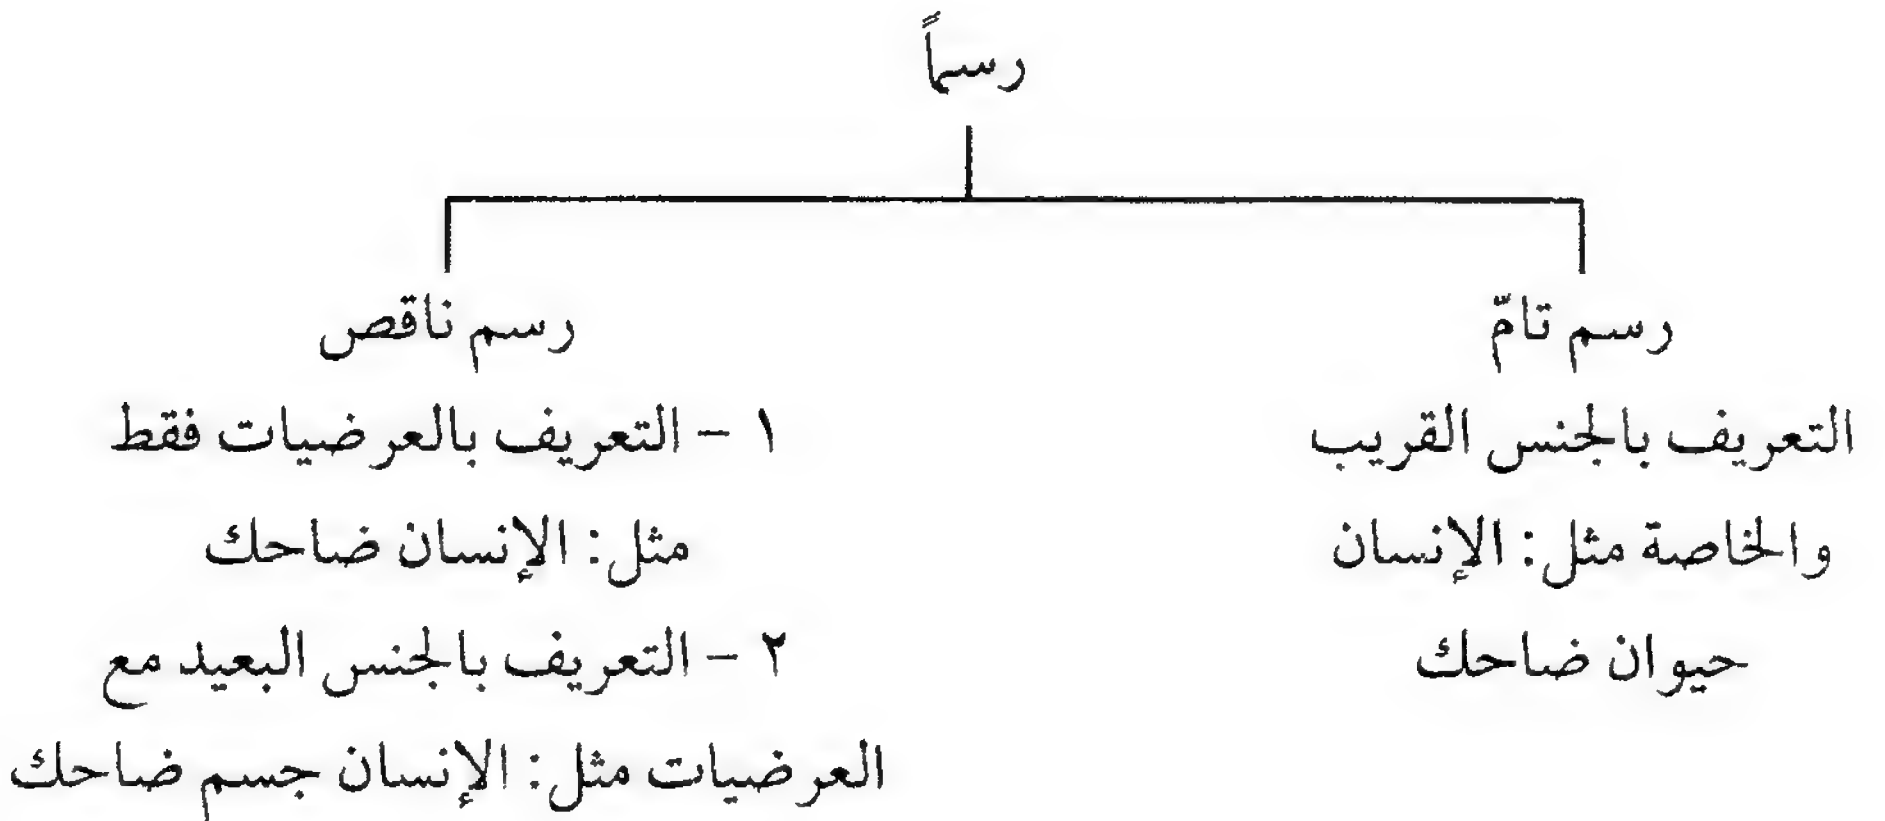 رسماً
رسم تامّ
التعريف بالجنس القريب
والخاصة مثل: الإنسان
حيوان ضاحك
رسم ناقص
١ – التعريف بالعرضيات فقط
مثل: الإنسان ضاحك
٢ – التعريف بالجنس البعيد مع
العرضيات مثل: الإنسان جسم ضاحك